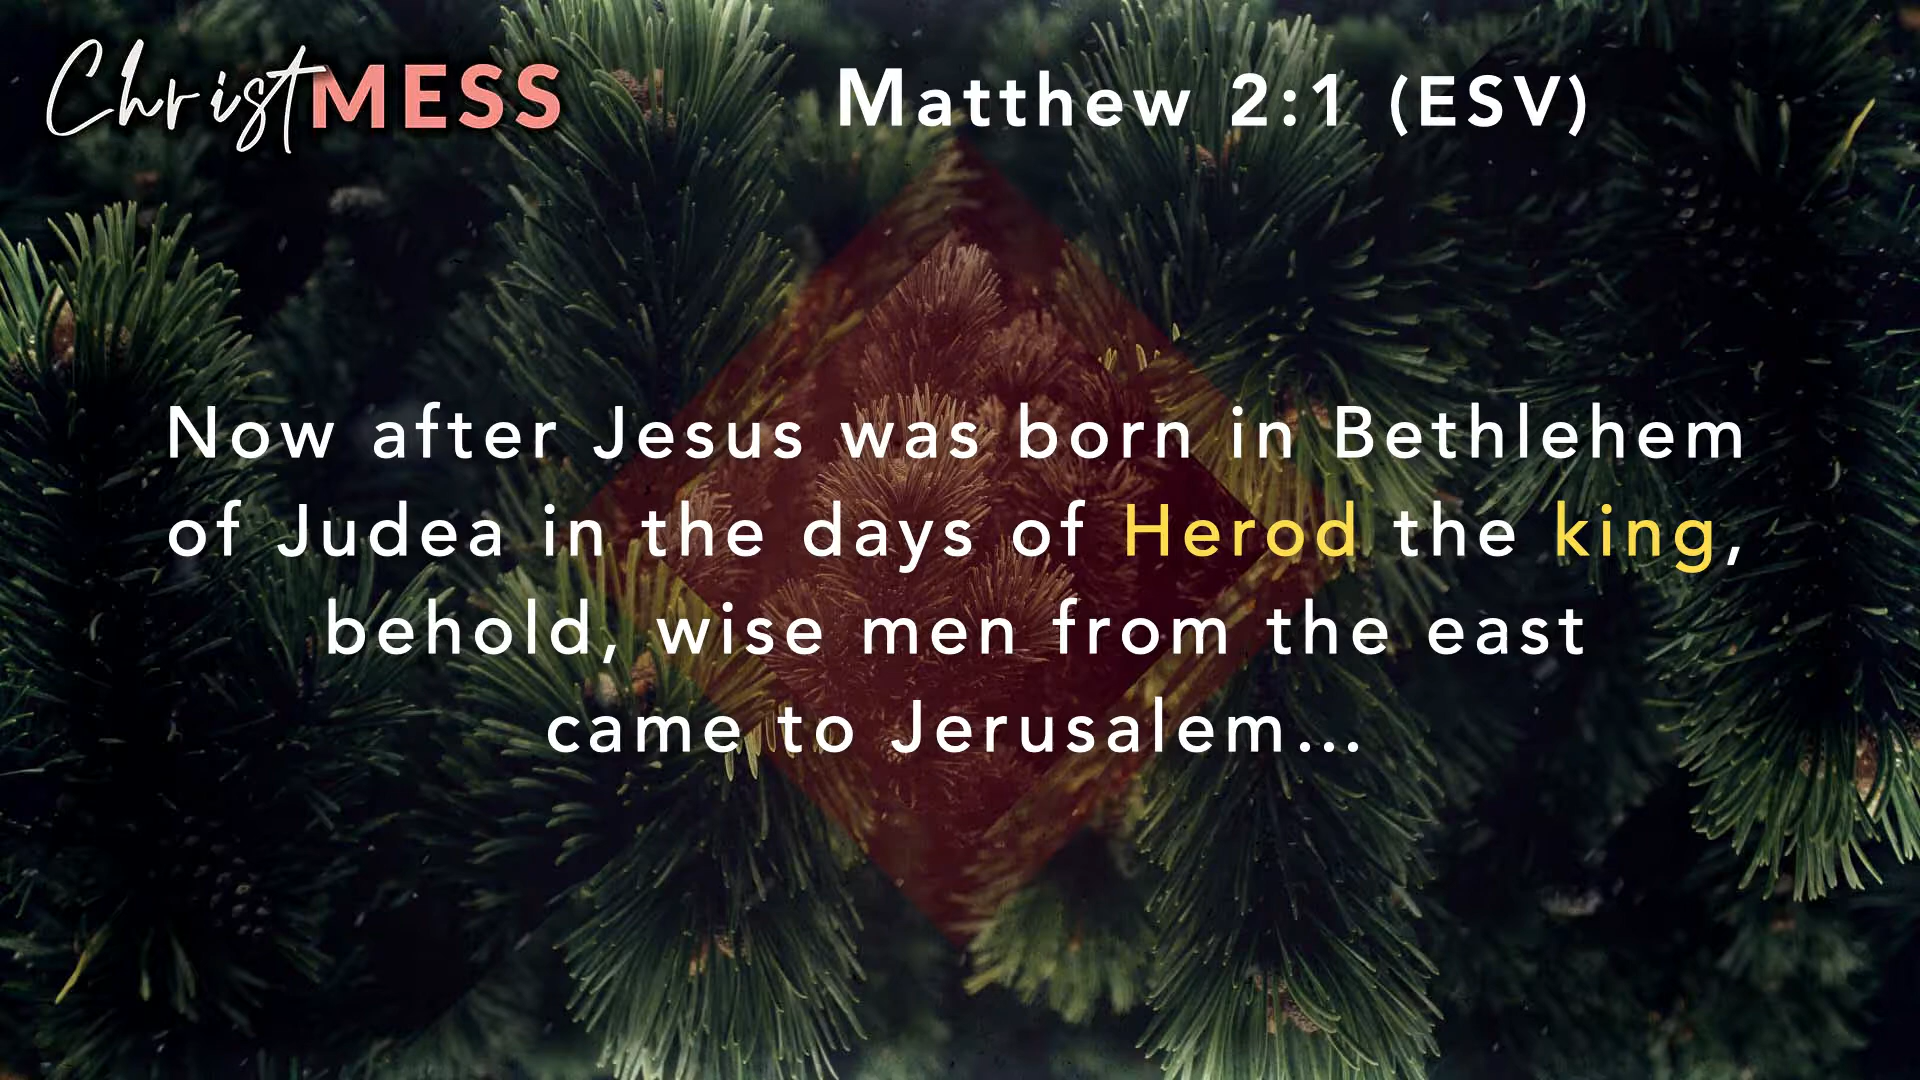 ChristMESS
Matthew 2:1 (ESV)
Now after Jesus was born in Bethlehem
of Judea in the days of Herod the king,
behold, wise men from the east
came to Jerusalem…